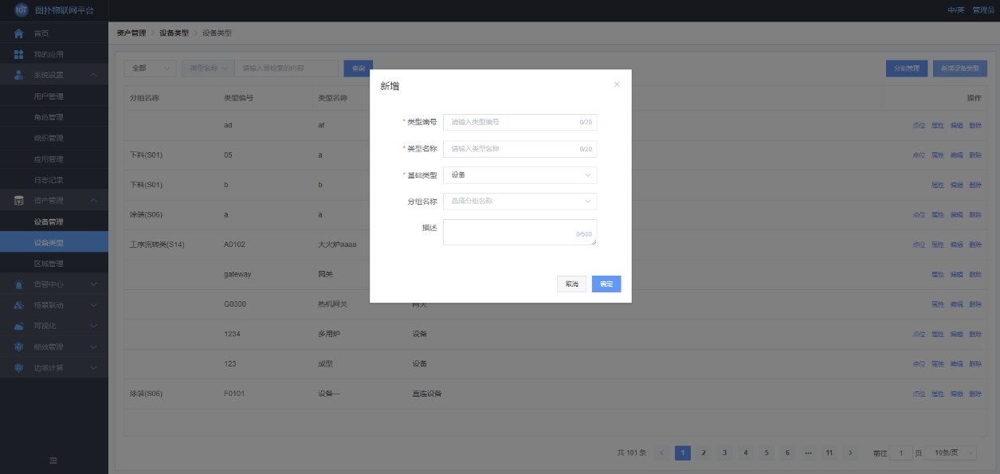 IOT 图扑物联网平台
中/英 管理员
首页
我的应用
系统设置
用户管理
角色管理
组织管理
应用管理
日志记录
资产管理
设备管理
设备类型
区域管理
告警中心
场景联动
可视化
能效管理
边缘计算
资产管理 > 设备类型 > 设备类型
全部 类型名称 请输入要检索的内容 查询 分组管理 新增设备类型
分组名称 类型编号 类型名称 操作
ad af 点位 属性 编辑 删除
下料(S01) 05 a 点位 属性 编辑 删除
下料(S01) b b 属性 编辑 删除
涂装(S06) a a 点位 属性 编辑 删除
工序流转类(S14) A0102 大火炉aaaa 点位 属性 编辑 删除
gateway 网关 属性 编辑 删除
G0300 热机网关 网关 属性 编辑 删除
1234 多用炉 设备 点位 属性 编辑 删除
123 成型 设备 点位 属性 编辑 删除
涂装(S06) F0101 设备一 直连设备 点位 属性 编辑 删除
共 101 条 < 1 2 3 4 5 6 ••• 11 > 前往 1 页 10条/页
新增 ×
* 类型编号 请输入类型编号 0/20
* 类型名称 请输入类型名称 0/20
* 基础类型 设备
分组名称 选择分组名称
描述 0/500
取消 确定